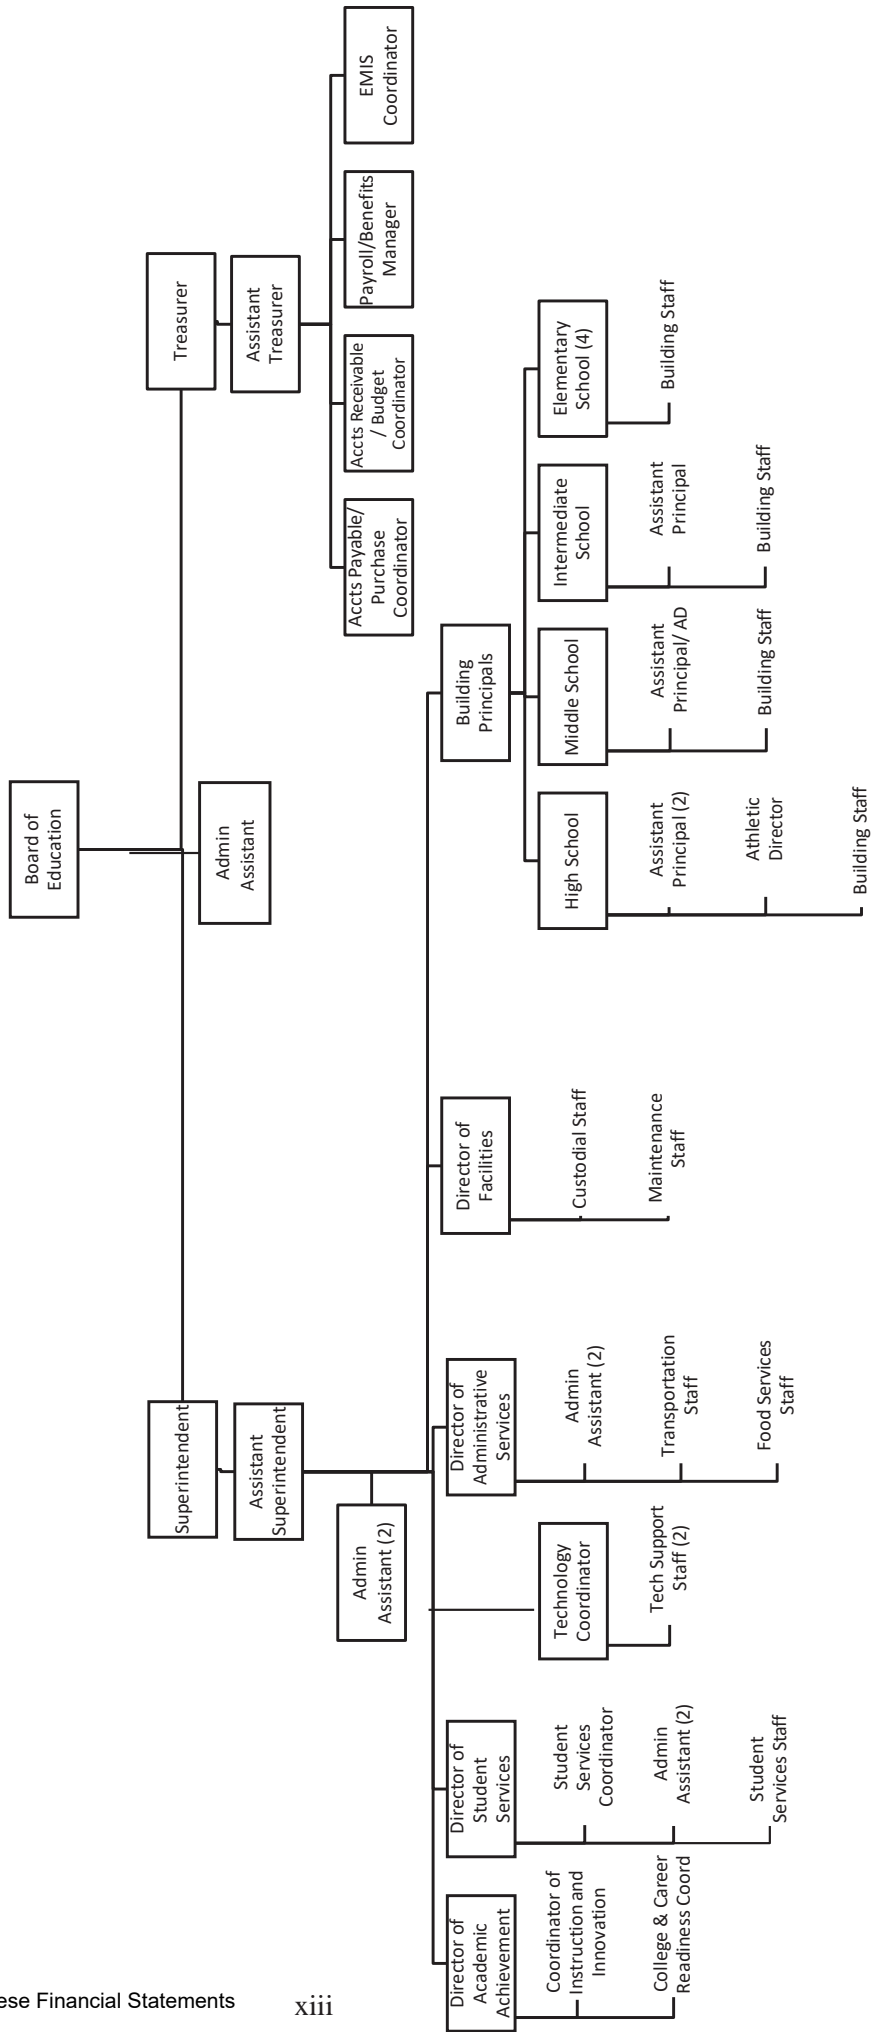 Board of
Education
Admin
Assistant
Superintendent
Assistant
Superintendent
Admin
Assistant (2)
Treasurer
Assistant
Treasurer
Accts Payable/
Purchase
Coordinator
Accts Receivable
/ Budget
Coordinator
Payroll/Benefits
Manager
EMIS
Coordinator
Director of
Academic
Achievement
Coordinator of
Instruction and
Innovation
College & Career
Readiness Coord
Director of
Student
Services
Student
Services
Coordinator
Admin
Assistant (2)
Student
Services Staff
Technology
Coordinator
Tech Support
Staff (2)
Director of
Administrative
Services
Admin
Assistant (2)
Transportation
Staff
Food Services
Staff
Director of
Facilities
Custodial Staff
Maintenance
Staff
Building
Principals
High School
Assistant
Principal (2)
Athletic
Director
Building Staff
Middle School
Assistant
Principal/ AD
Building Staff
Intermediate
School
Assistant
Principal
Building Staff
Elementary
School (4)
Building Staff
Financial Statements
xiii